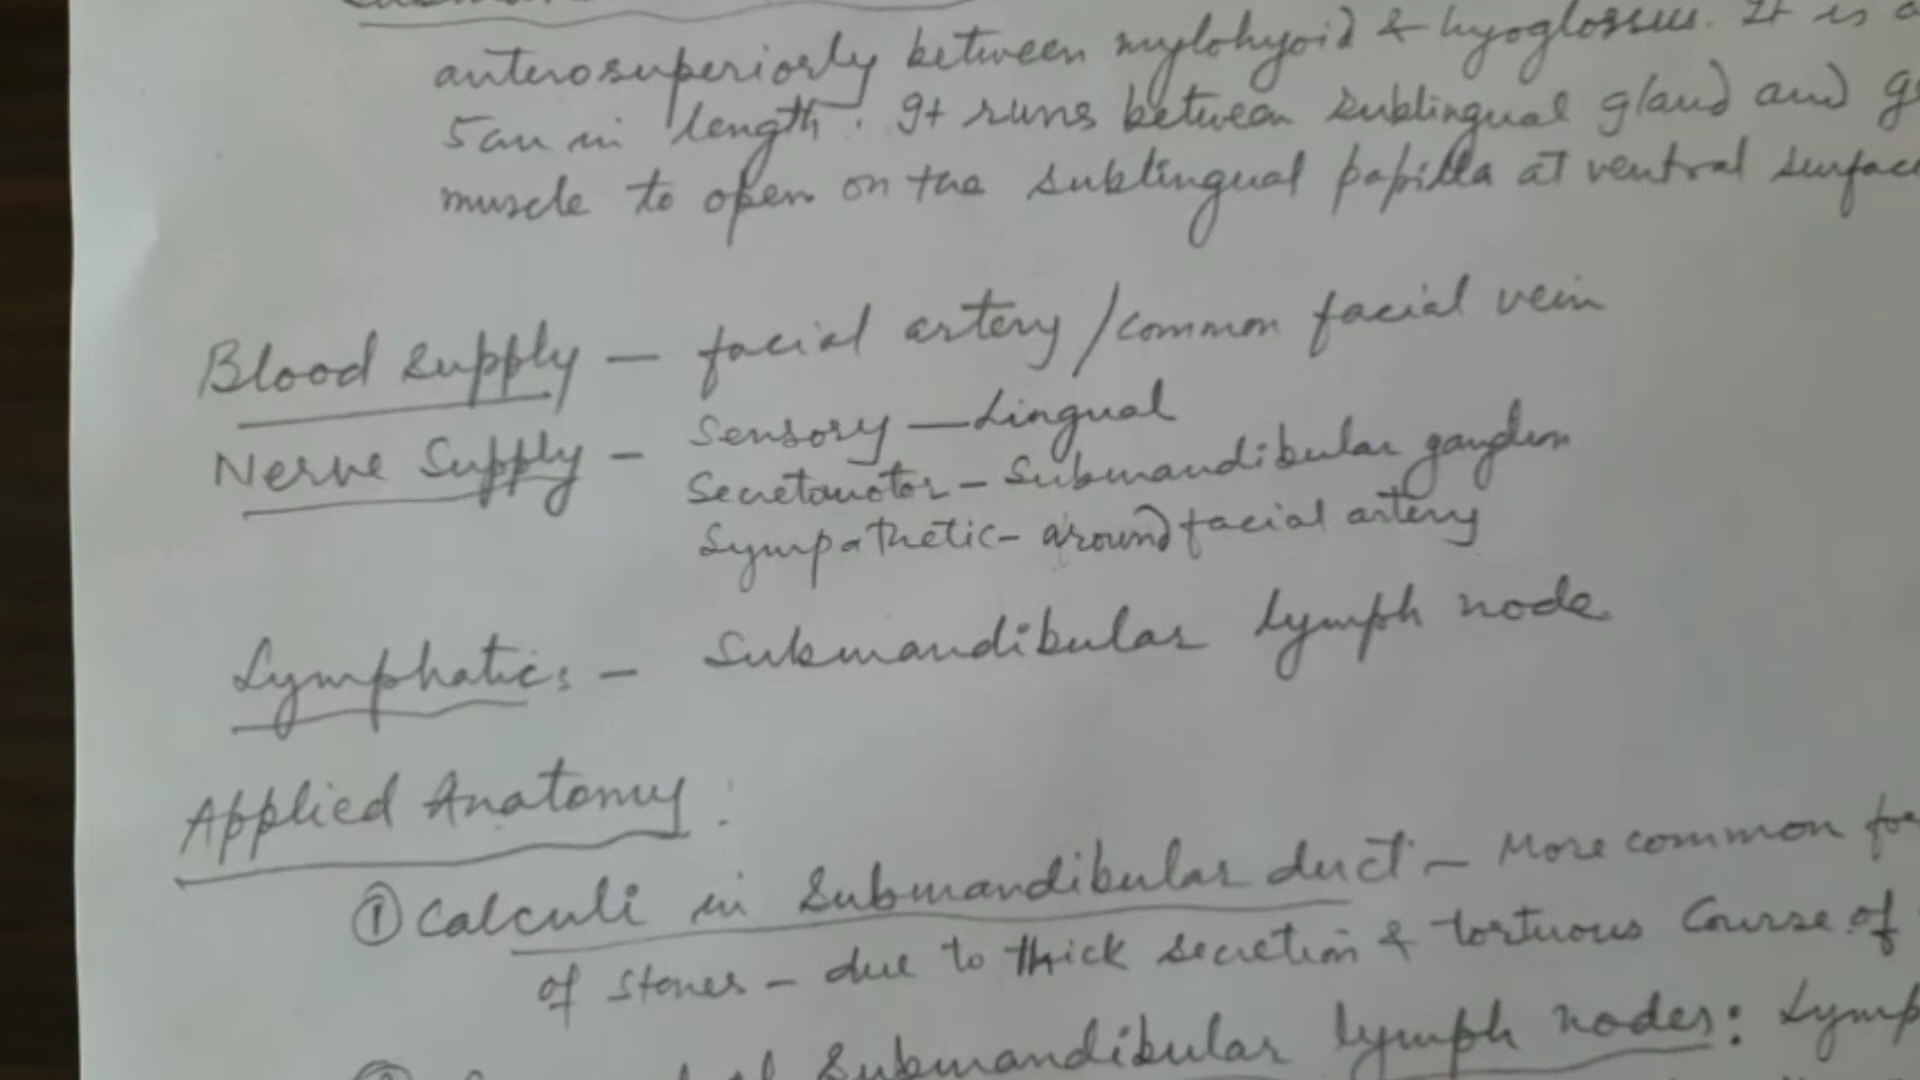 anterosuperiorly between mylohyoid & hyoglossus. It is
5cm in length. It runs between sublingual gland and
muscle to open on the sublingual papilla at ventral surfac
Blood supply - facial artery / common facial vein
Nerve Supply - Sensory - Lingual
Secretomotor - Submandibular ganglion
Sympathetic - around facial artery
Lymphatics - Submandibular lymph node
Applied Anatomy:
① Calculi in Submandibular duct - More common
of stones - due to thick secretion & tortuous Course of
Submandibular lymph nodes: Lymp